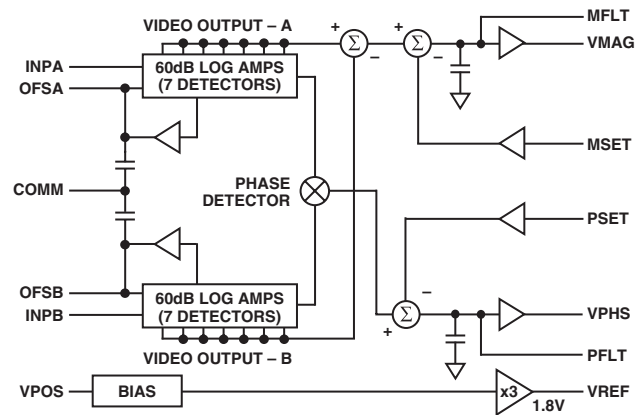 VIDEO OUTPUT – A
+
Σ
–
+
Σ
–
MFLT
VMAG
INPA
OFSA
60dB LOG AMPS
(7 DETECTORS)
MSET
COMM
PHASE
DETECTOR
PSET
OFSB
INPB
60dB LOG AMPS
(7 DETECTORS)
–
Σ
+
VPHS
VIDEO OUTPUT – B
PFLT
VPOS
BIAS
x3
1.8V
VREF